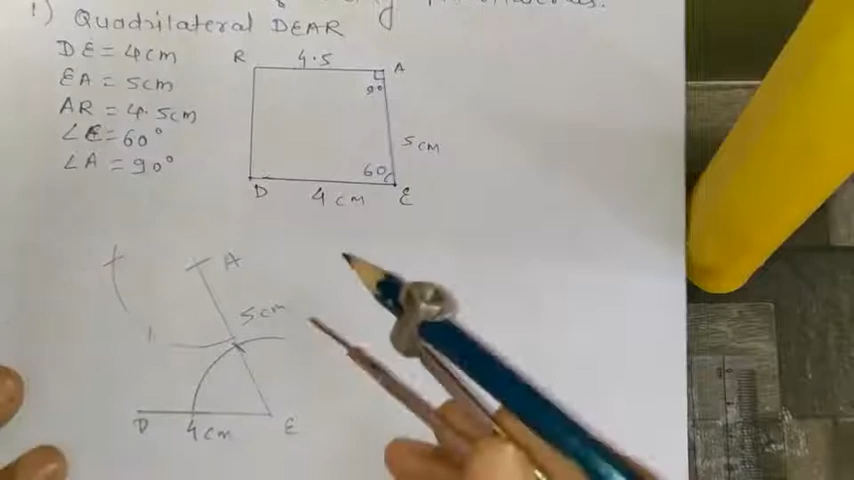 1) Quadrilateral DEAR
DE = 4cm
EA = 5cm
AR = 4.5cm
∠E = 60°
∠A = 90°
R 4.5 A
90
5cm
60
D 4cm E
A
5cm
D 4cm E